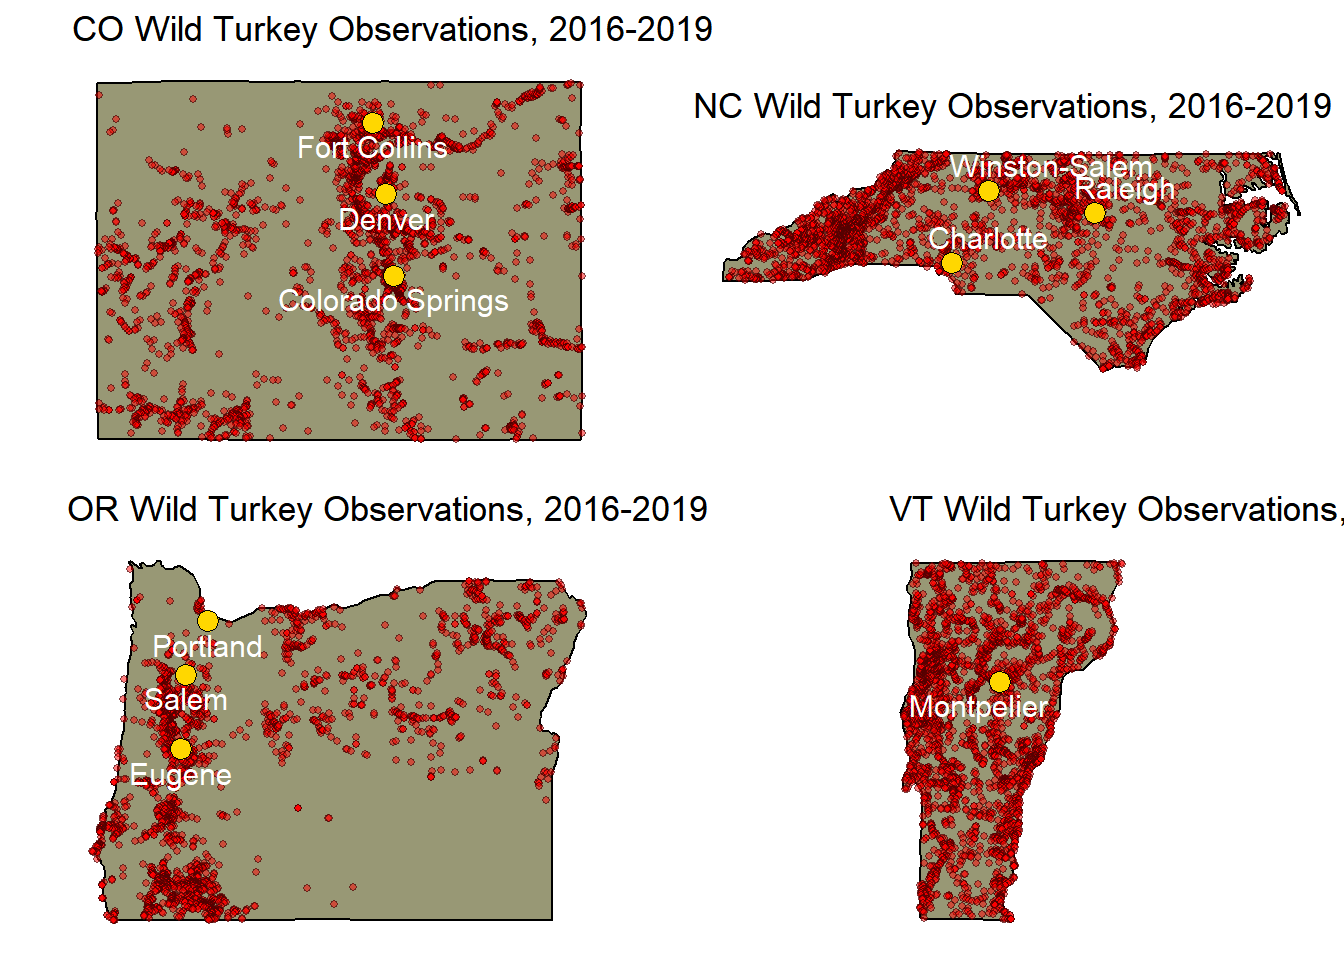 CO Wild Turkey Observations, 2016-2019
Fort Collins
Denver
Colorado Springs
NC Wild Turkey Observations, 2016-2019
Winston-Salem
Raleigh
Charlotte
OR Wild Turkey Observations, 2016-2019
Portland
Salem
Eugene
VT Wild Turkey Observations,
Montpelier